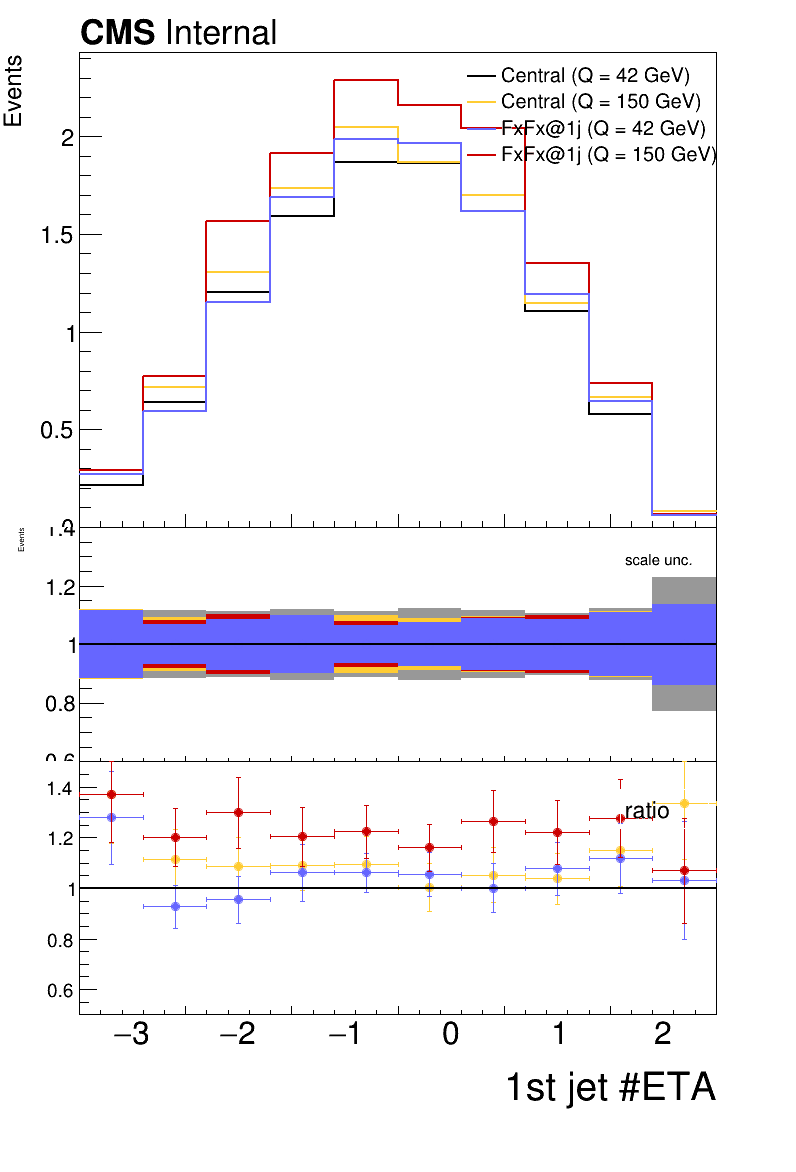 CMS Internal
Events
Central (Q = 42 GeV)
Central (Q = 150 GeV)
FxFx@1j (Q = 42 GeV)
FxFx@1j (Q = 150 GeV)
2
1.5
1
0.5
0
Events
1.4
scale unc.
1.2
1
0.8
0.6
1.4
ratio
1.2
1
0.8
0.6
−3 −2 −1 0 1 2
1st jet #ETA